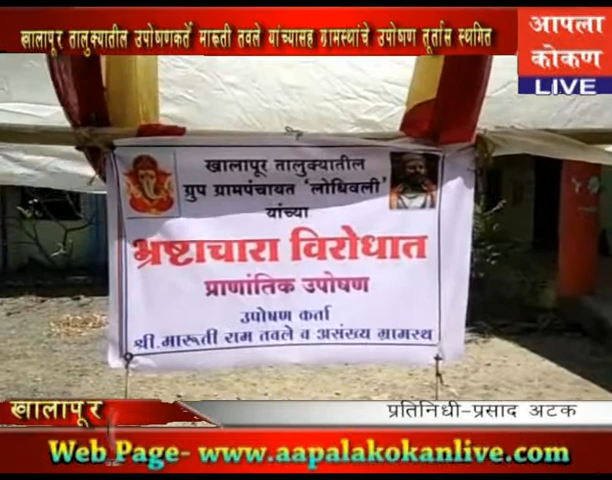 खालापूर तालुक्यातील उपोषणकर्ते मारूती तवले यांच्यासह ग्रामस्थांचे उपोषण तूर्तास स्थगित
आपला
कोकण
LIVE
खालापूर तालुक्यातील
ग्रुप ग्रामपंचायत 'लोधिवली'
यांच्या
भ्रष्टाचारा विरोधात
प्राणांतिक उपोषण
उपोषण कर्ता
श्री.मारूती राम तवले व असंख्य ग्रामस्थ
खालापूर
प्रतिनिधी-प्रसाद अटक
Web Page- www.aapalakokanlive.com